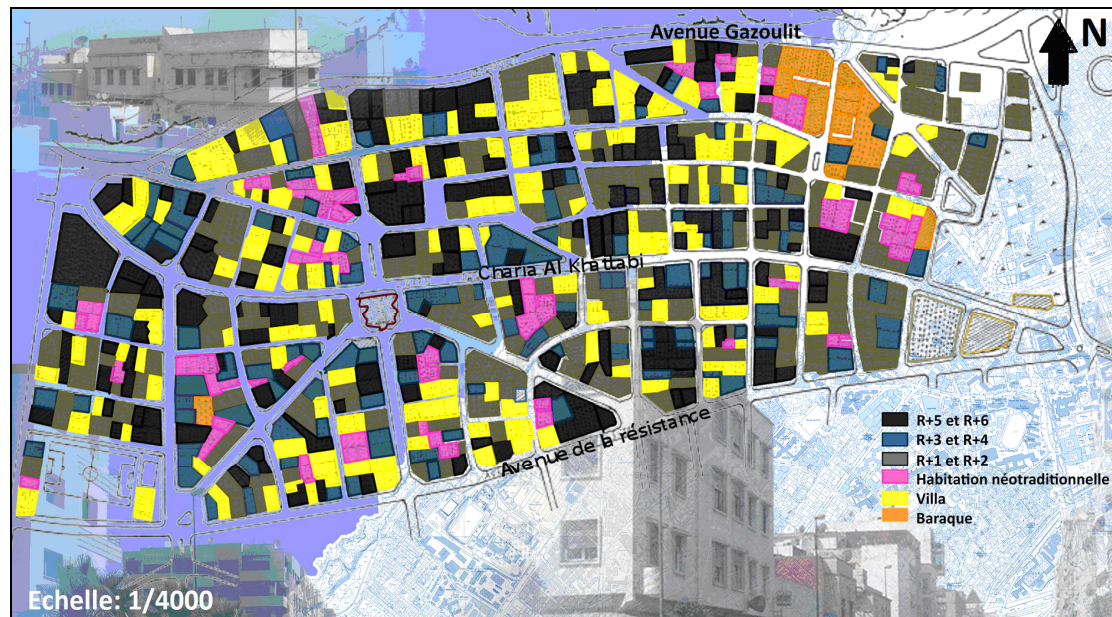 Avenue Gazoulit
N
Charia Al Khattabi
Avenue de la résistance
R+5 et R+6
R+3 et R+4
R+1 et R+2
Habitation néotraditionnelle
Villa
Baraque
Echelle: 1/4000